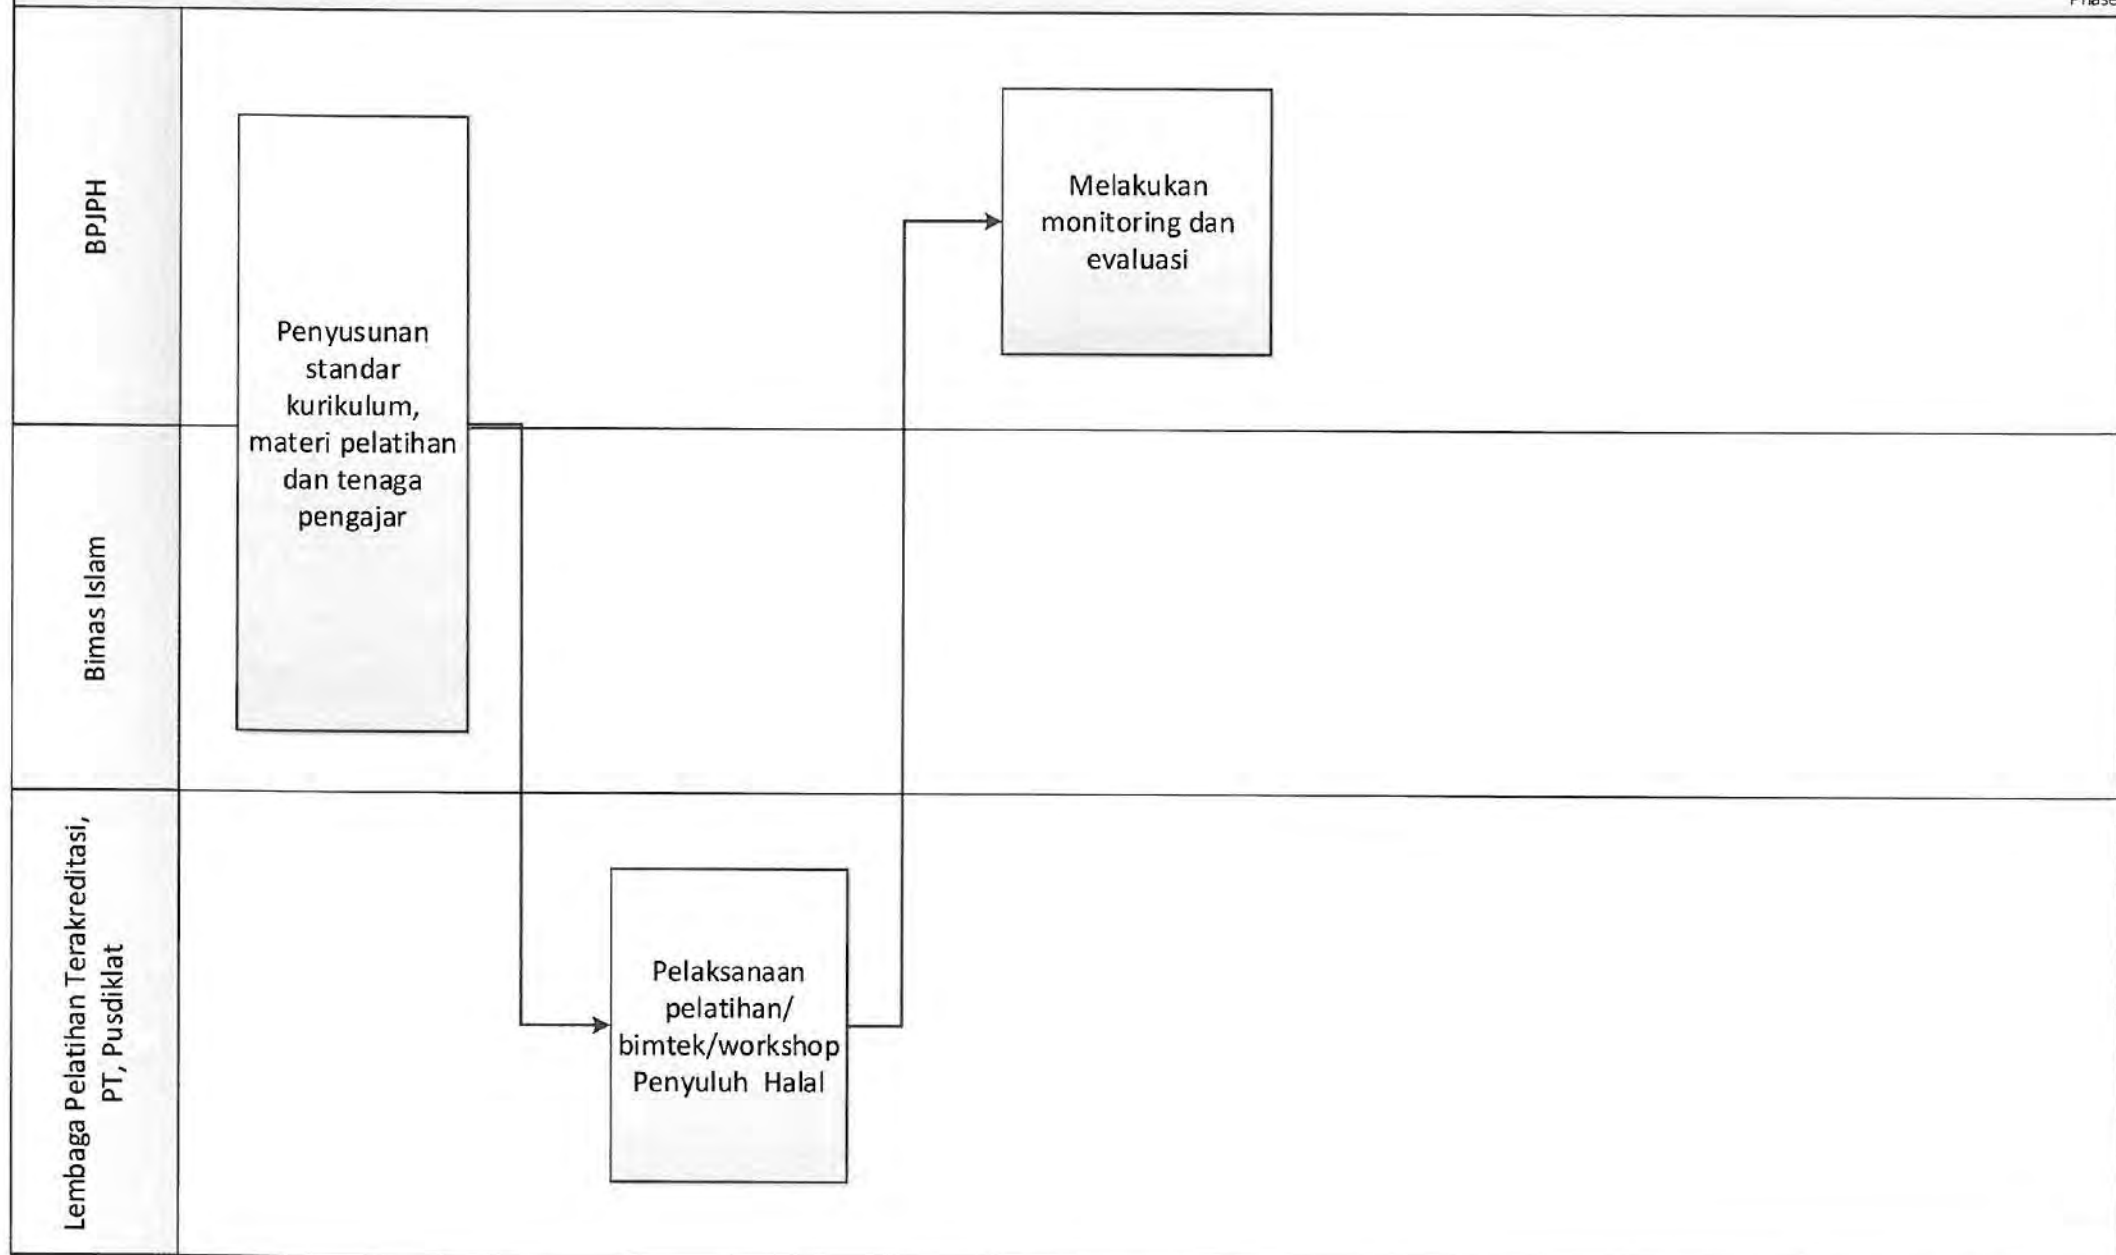 Phase
BPJPH
Penyusunan
standar
kurikulum,
materi pelatihan
dan tenaga
pengajar
Melakukan
monitoring dan
evaluasi
Bimas Islam
Lembaga Pelatihan Terakreditasi,
PT, Pusdiklat
Pelaksanaan
pelatihan/
bimtek/workshop
Penyuluh Halal